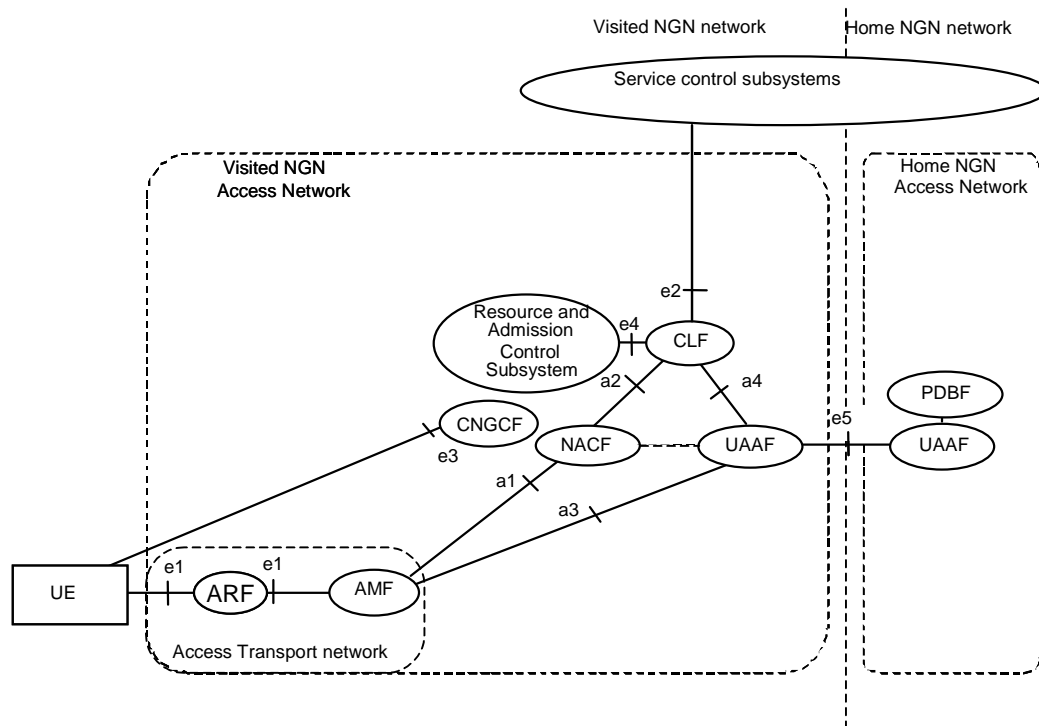 Visited NGN network
Home NGN network
Service control subsystems
Visited NGN
Access Network
Home NGN
Access Network
e2
Resource and
Admission
Control
Subsystem
e4
CLF
a2
a4
PDBF
CNGCF
e5
e3
NACF
UAAF
UAAF
a1
a3
e1
e1
UE
ARF
AMF
Access Transport network